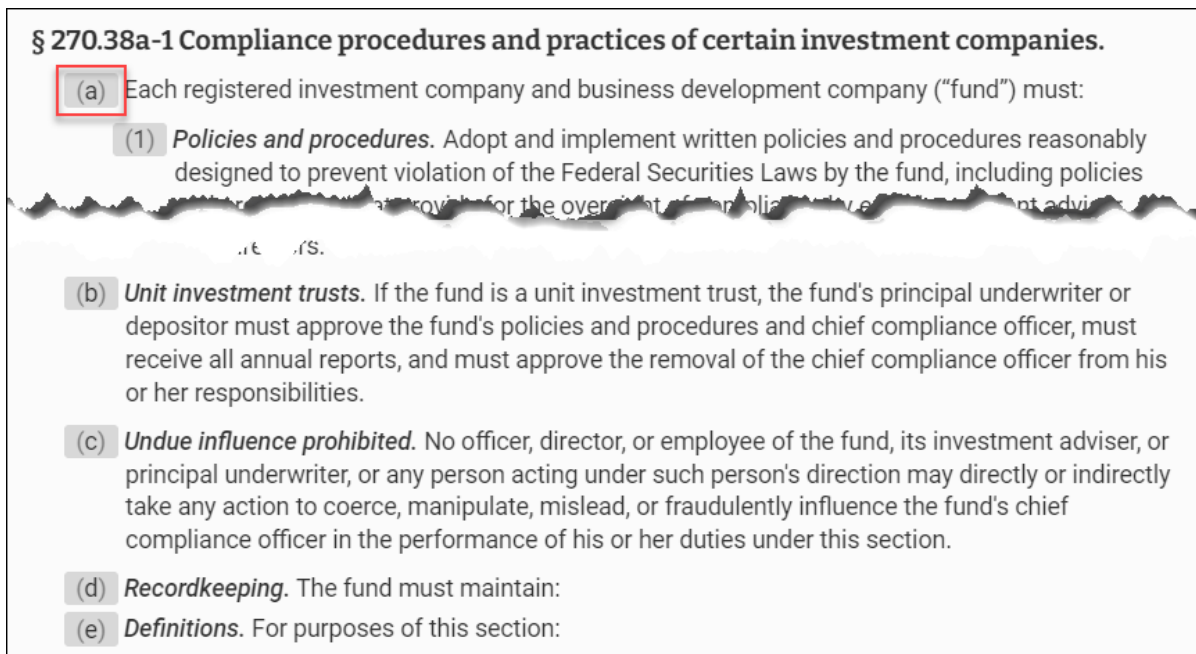 § 270.38a-1 Compliance procedures and practices of certain investment companies.
(a) Each registered investment company and business development company (“fund”) must:
(1) Policies and procedures. Adopt and implement written policies and procedures reasonably
designed to prevent violation of the Federal Securities Laws by the fund, including policies
for the
(b) Unit investment trusts. If the fund is a unit investment trust, the fund's principal underwriter or
depositor must approve the fund's policies and procedures and chief compliance officer, must
receive all annual reports, and must approve the removal of the chief compliance officer from his
or her responsibilities.
(c) Undue influence prohibited. No officer, director, or employee of the fund, its investment adviser, or
principal underwriter, or any person acting under such person's direction may directly or indirectly
take any action to coerce, manipulate, mislead, or fraudulently influence the fund's chief
compliance officer in the performance of his or her duties under this section.
(d) Recordkeeping. The fund must maintain:
(e) Definitions. For purposes of this section: